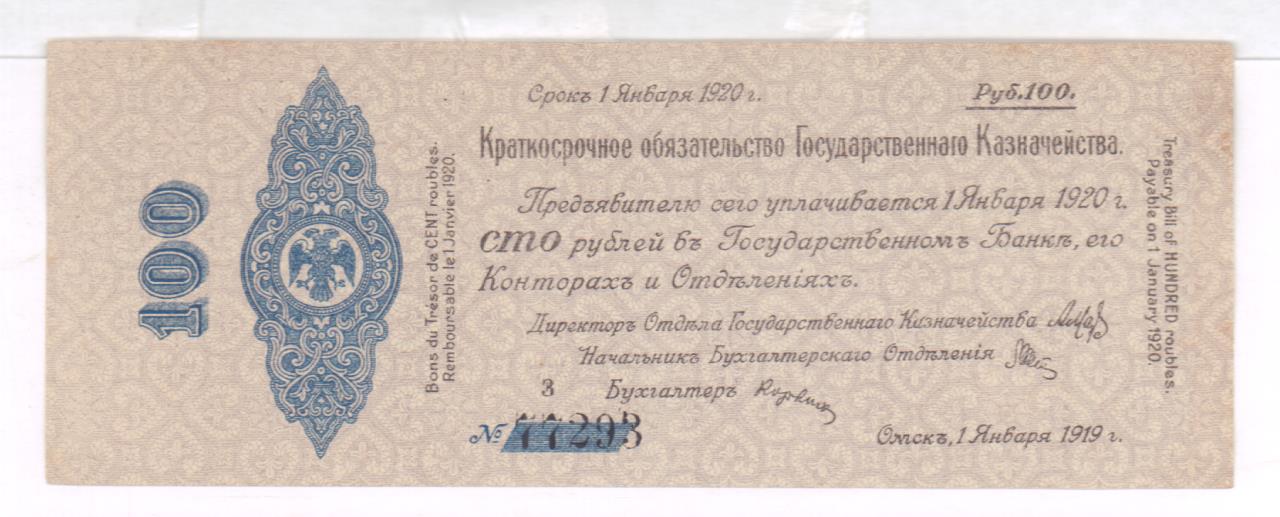 100
Bons du Trésor de CENT roubles.
Remboursable le 1 Janvier 1920.
Срокъ 1 Января 1920 г.
Руб.100.
Краткосрочное обязательство Государственнаго Казначейства.
Предъявителю сего уплачивается 1 Января 1920 г.
СТО рублей въ Государственномъ Банкѣ, его
Конторахъ и Отдѣленіяхъ.
Директоръ Отдѣла Государственнаго Казначейства
Начальникъ Бухгалтерскаго Отдѣленія
З Бухгалтеръ
№ 77293
Омскъ, 1 Января 1919 г.
Treasury Bill of HUNDRED roubles.
Payable on 1 January 1920.